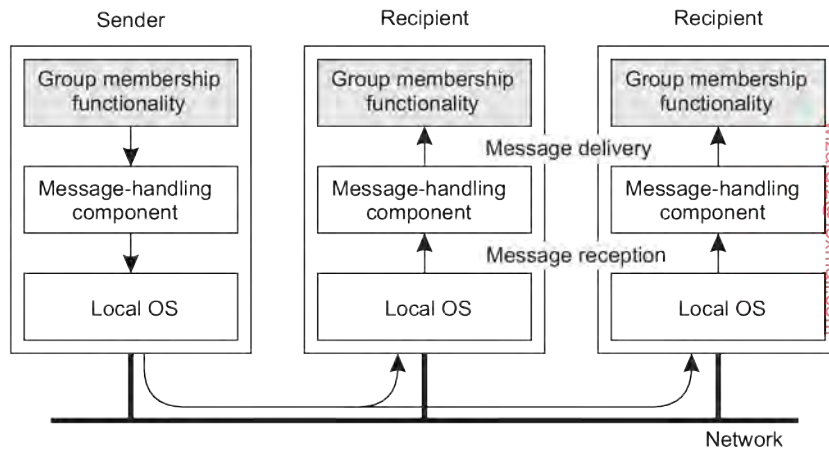 Sender
Recipient
Recipient
Group membership
functionality
Group membership
functionality
Group membership
functionality
Message delivery
Message-handling
component
Message-handling
component
Message-handling
component
Message reception
Local OS
Local OS
Local OS
Network